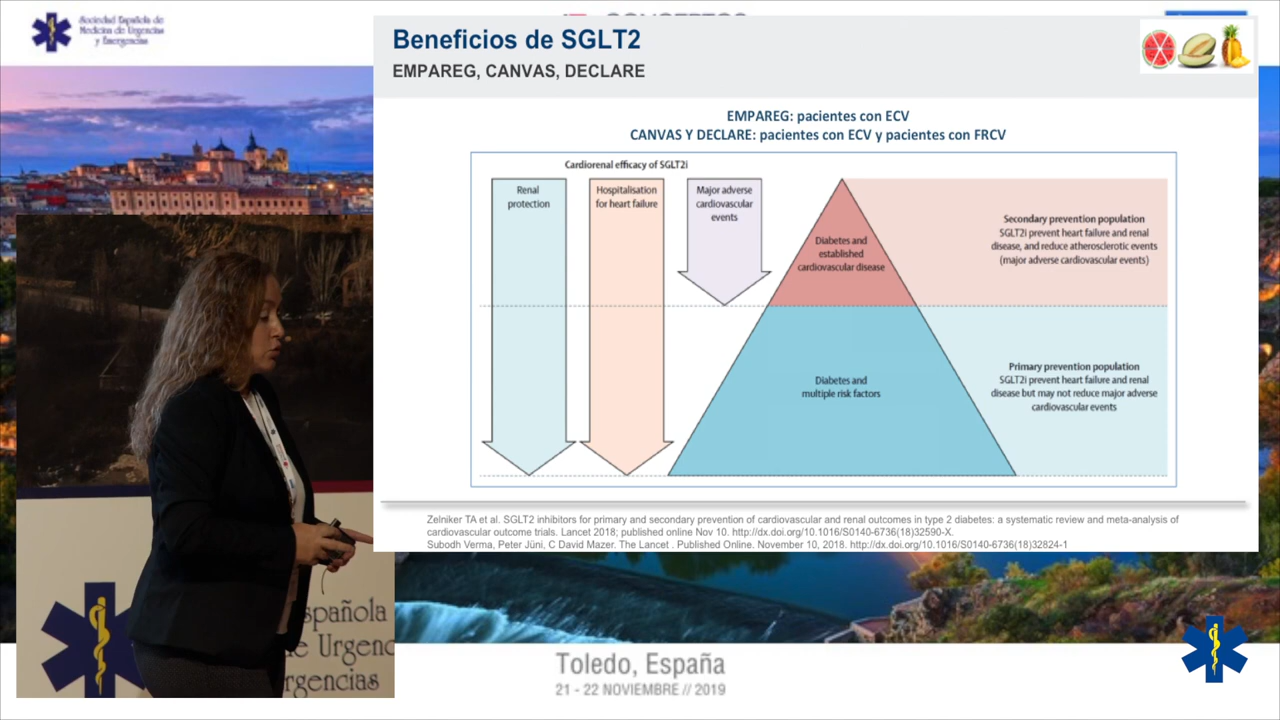 Sociedad Española de
Medicina de Urgencias
y Emergencias
CONCEPTOS
Beneficios de SGLT2
EMPAREG, CANVAS, DECLARE
EMPAREG: pacientes con ECV
CANVAS Y DECLARE: pacientes con ECV y pacientes con FRCV
Cardiorenal efficacy of SGLT2i
Renal
protection
Hospitalisation
for heart failure
Major adverse
cardiovascular
events
Diabetes and
established
cardiovascular disease
Secondary prevention population
SGLT2i prevent heart failure and renal
disease, and reduce atherosclerotic events
(major adverse cardiovascular events)
Diabetes and
multiple risk factors
Primary prevention population
SGLT2i prevent heart failure and renal
disease but may not reduce major adverse
cardiovascular events
Zelniker TA et al. SGLT2 inhibitors for primary and secondary prevention of cardiovascular and renal outcomes in type 2 diabetes: a systematic review and meta-analysis of
cardiovascular outcome trials. Lancet 2018; published online Nov 10. http://dx.doi.org/10.1016/S0140-6736(18)32590-X.
Subodh Verma, Peter Jüni, C David Mazer. The Lancet . Published Online. November 10, 2018. http://dx.doi.org/10.1016/S0140-6736(18)32824-1
española
e Urgenc
rgencias
Toledo, España
21 - 22 NOVIEMBRE // 2019